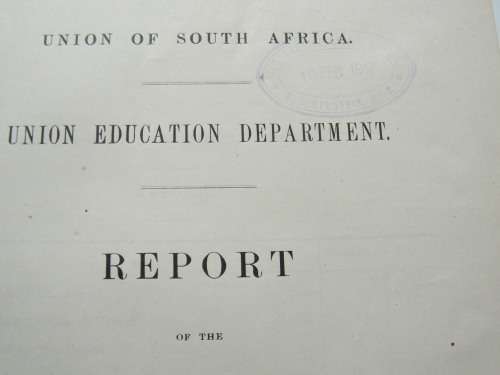 UNION OF SOUTH AFRICA.
UNION EDUCATION DEPARTMENT.
REPORT
OF THE